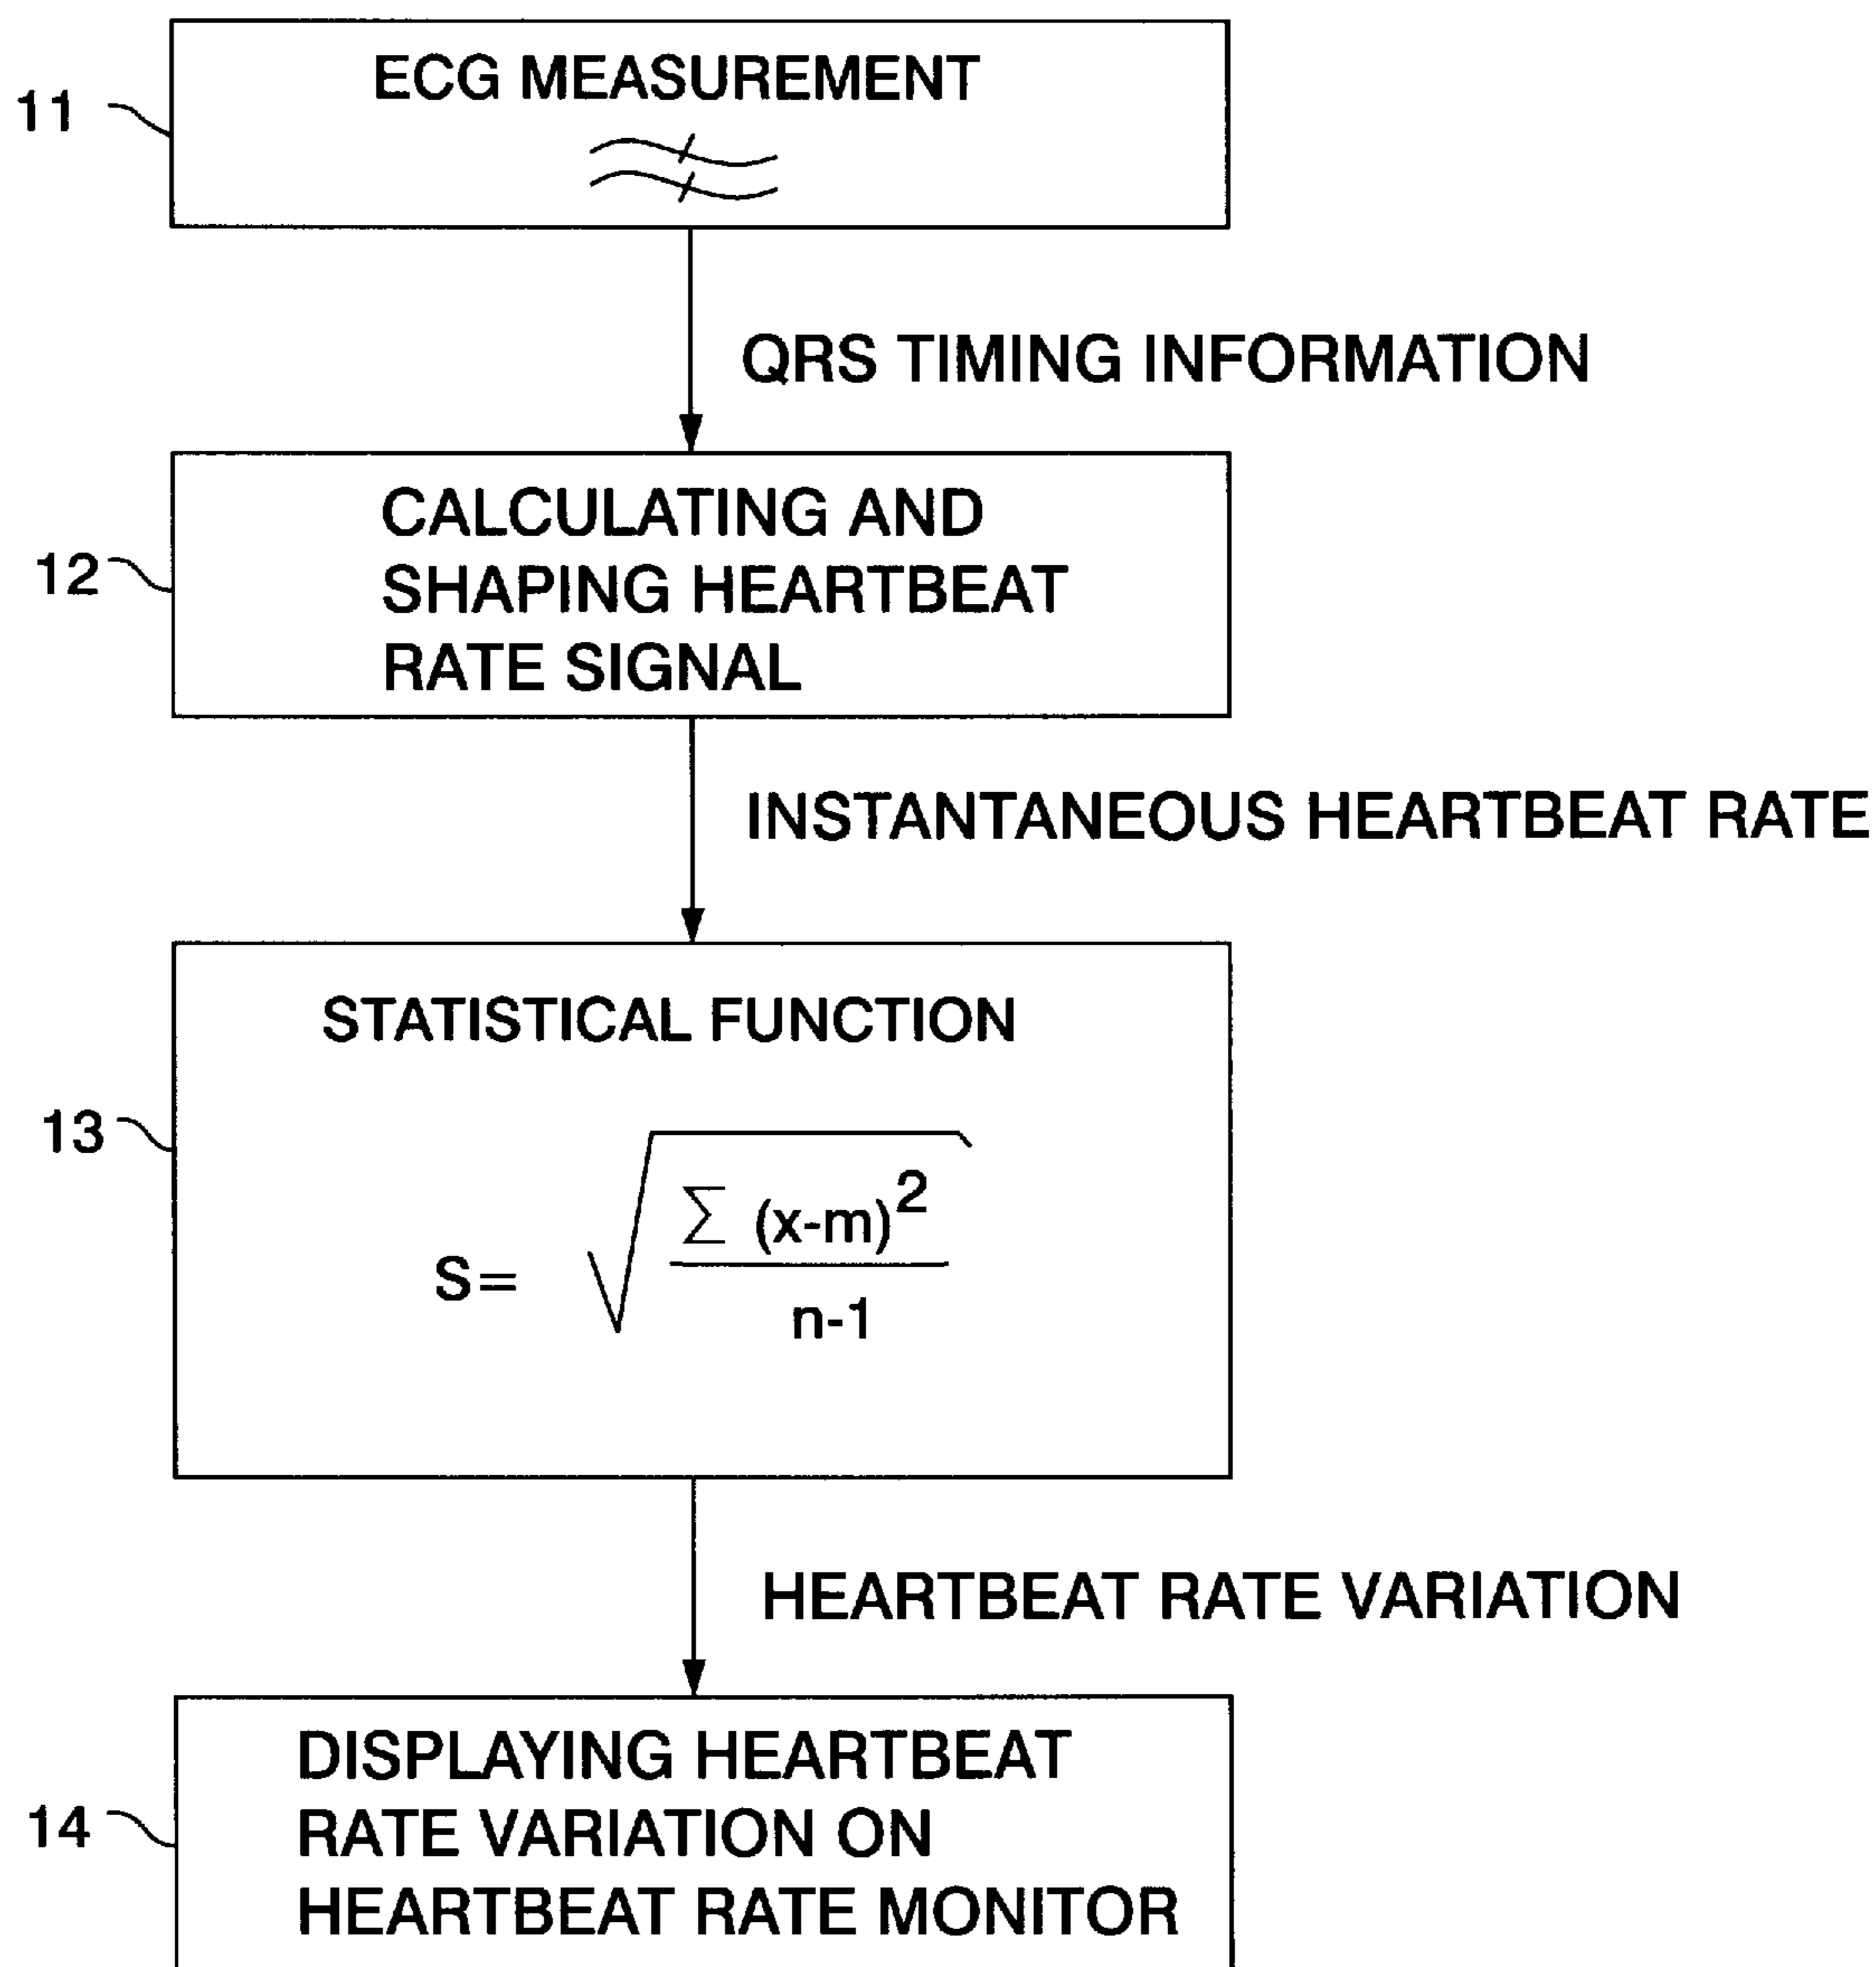 ECG MEASUREMENT
11
QRS TIMING INFORMATION
CALCULATING AND
SHAPING HEARTBEAT
RATE SIGNAL
12
INSTANTANEOUS HEARTBEAT RATE
STATISTICAL FUNCTION
13
S= √(∑ (x-m)² / n-1)
HEARTBEAT RATE VARIATION
DISPLAYING HEARTBEAT
RATE VARIATION ON
HEARTBEAT RATE MONITOR
14